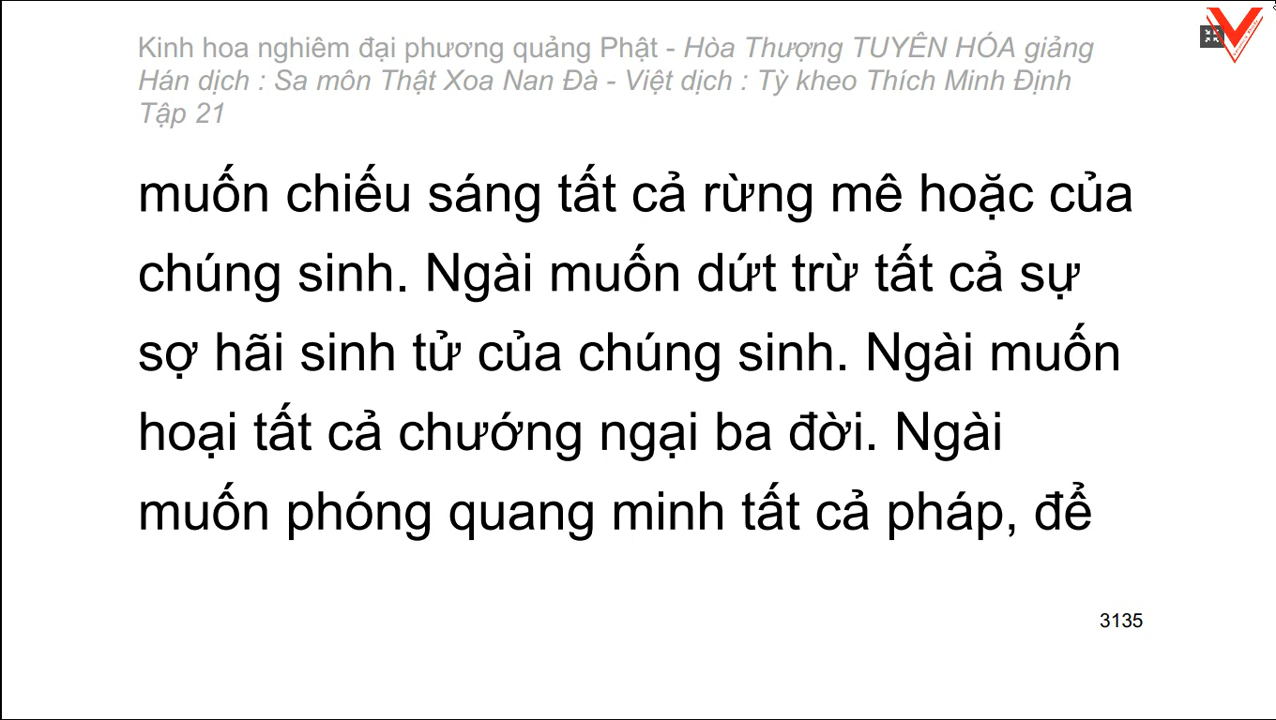 Kinh hoa nghiêm đại phương quảng Phật - Hòa Thượng TUYÊN HÓA giảng
Hán dịch : Sa môn Thật Xoa Nan Đà - Việt dịch : Tỳ kheo Thích Minh Định
Tập 21
muốn chiếu sáng tất cả rừng mê hoặc của
chúng sinh. Ngài muốn dứt trừ tất cả sự
sợ hãi sinh tử của chúng sinh. Ngài muốn
hoại tất cả chướng ngại ba đời. Ngài
muốn phóng quang minh tất cả pháp, để
3135